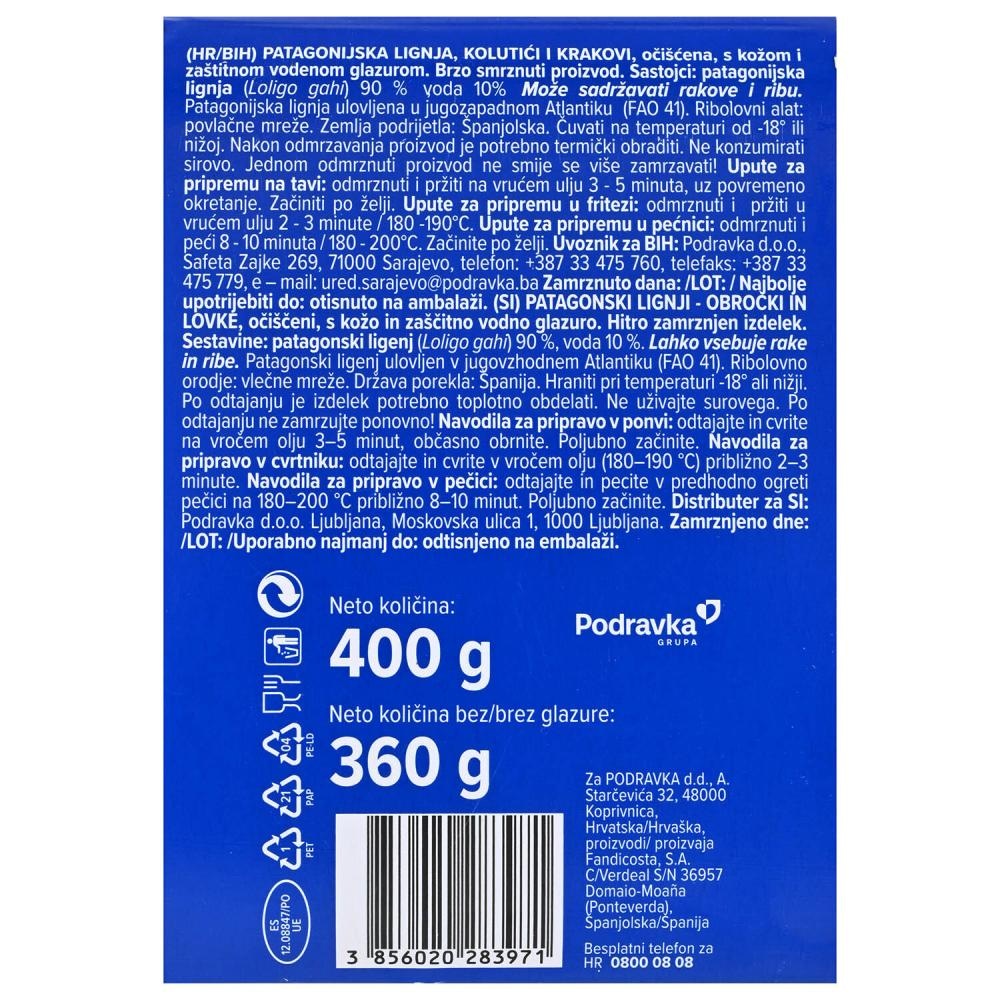 (HR/BIH) PATAGONIJSKA LIGNJA, KOLUTIĆI I KRAKOVI, očišćena, s kožom i
zaštitnom vodenom glazurom. Brzo smrznuti proizvod. Sastojci: patagonijska
lignja (Loligo gahi) 90 % voda 10% Može sadržavati rakove i ribu.
Patagonijska lignja ulovljena u jugozapadnom Atlantiku (FAO 41). Ribolovni alat:
povlačne mreže. Zemlja podrijetla: Španjolska. Čuvati na temperaturi od -18° ili
nižoj. Nakon odmrzavanja proizvod je potrebno termički obraditi. Ne konzumirati
sirovo. Jednom odmrznuti proizvod ne smije se više zamrzavati! Upute za
pripremu na tavi: odmrznuti i pržiti na vrućem ulju 3 - 5 minuta, uz povremeno
okretanje. Začiniti po želji. Upute za pripremu u fritezi: odmrznuti i pržiti u
vrućem ulju 2 - 3 minute / 180 -190°C. Upute za pripremu u pećnici: odmrznuti i
peći 8 - 10 minuta / 180 - 200°C. Začinite po želji. Uvoznik za BIH: Podravka d.o.o.,
Safeta Zajke 269, 71000 Sarajevo, telefon: +387 33 475 760, telefaks: +387 33
475 779, e – mail: ured.sarajevo@podravka.ba Zamrznuto dana: /LOT: / Najbolje
upotrijebiti do: otisnuto na ambalaži. (SI) PATAGONSKI LIGNJI - OBROČKI IN
LOVKE, očiščeni, s kožo in zaščitno vodno glazuro. Hitro zamrznjen izdelek.
Sestavine: patagonski ligenj (Loligo gahi) 90 %, voda 10 %. Lahko vsebuje rake
in ribe. Patagonski ligenj ulovljen v jugovzhodnem Atlantiku (FAO 41). Ribolovno
orodje: vlečne mreže. Država porekla: Španija. Hraniti pri temperaturi -18° ali nižji.
Po odtajanju je izdelek potrebno toplotno obdelati. Ne uživajte surovega. Po
odtajanju ne zamrzujte ponovno! Navodila za pripravo v ponvi: odtajajte in cvrite
na vročem olju 3–5 minut, občasno obrnite. Poljubno začinite. Navodila za
pripravo v cvrtniku: odtajajte in cvrite v vročem olju (180–190 °C) približno 2–3
minute. Navodila za pripravo v pečici: odtajajte in pecite v predhodno ogreti
pečici na 180–200 °C približno 8–10 minut. Poljubno začinite. Distributer za SI:
Podravka d.o.o. Ljubljana, Moskovska ulica 1, 1000 Ljubljana. Zamrznjeno dne:
/LOT: /Uporabno najmanj do: odtisnjeno na embalaži.
Neto količina:
400 g
Neto količina bez/brez glazure:
360 g
Podravka
GRUPA
04
PE-LD
21
PAP
1
PET
ES
12.08847/PO
UE
3 856020 283971
Za PODRAVKA d.d., A.
Starčevića 32, 48000
Koprivnica,
Hrvatska/Hrvaška,
proizvodi/ proizvaja
Fandicosta, S.A.
C/Verdeal S/N 36957
Domaio-Moaña
(Ponteverda),
Španjolska/Španija
Besplatni telefon za
HR 0800 08 08